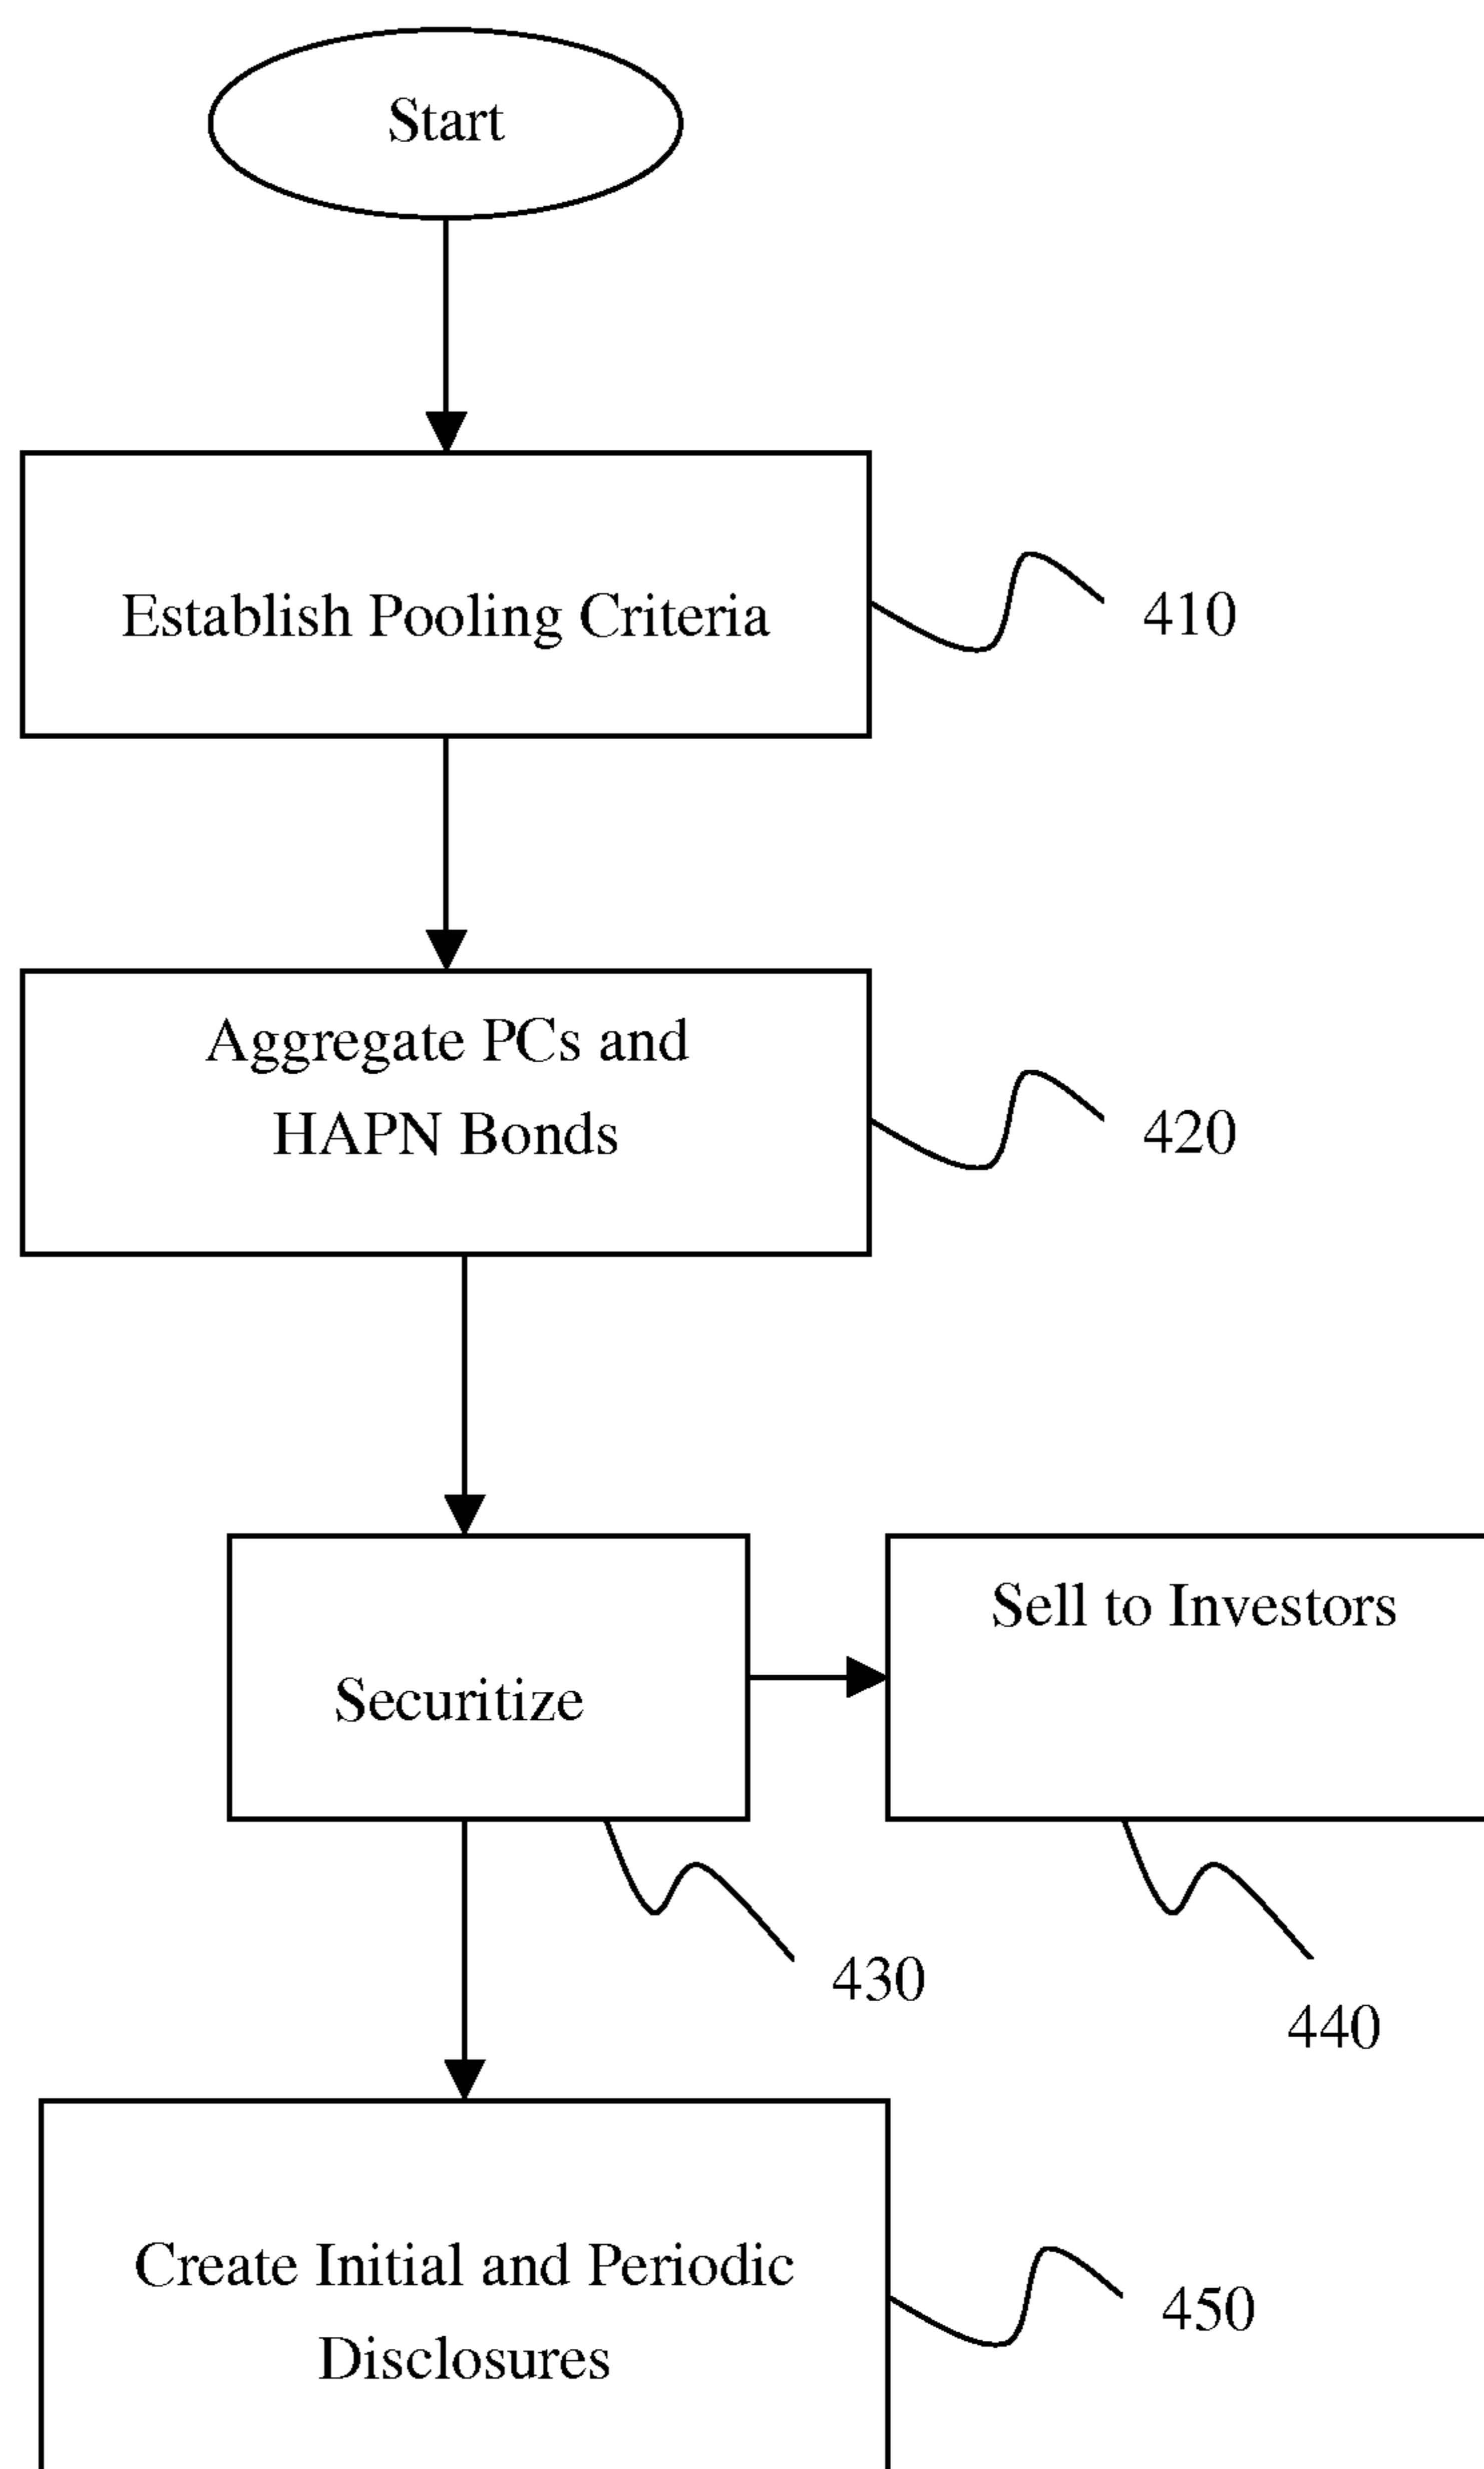 Start
Establish Pooling Criteria
410
Aggregate PCs and
HAPN Bonds
420
Securitize
Sell to Investors
430
440
Create Initial and Periodic
Disclosures
450